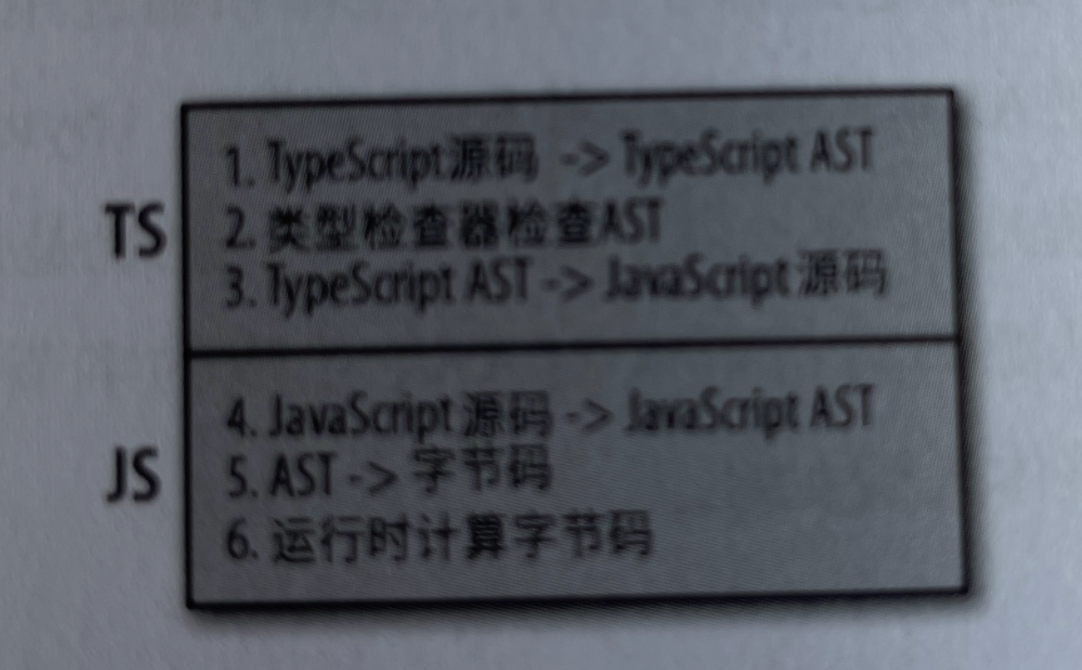 TS
1. TypeScript源码 -> TypeScript AST
2. 类型检查器检查AST
3. TypeScript AST -> JavaScript 源码
JS
4. JavaScript 源码 -> JavaScript AST
5. AST -> 字节码
6. 运行时计算字节码